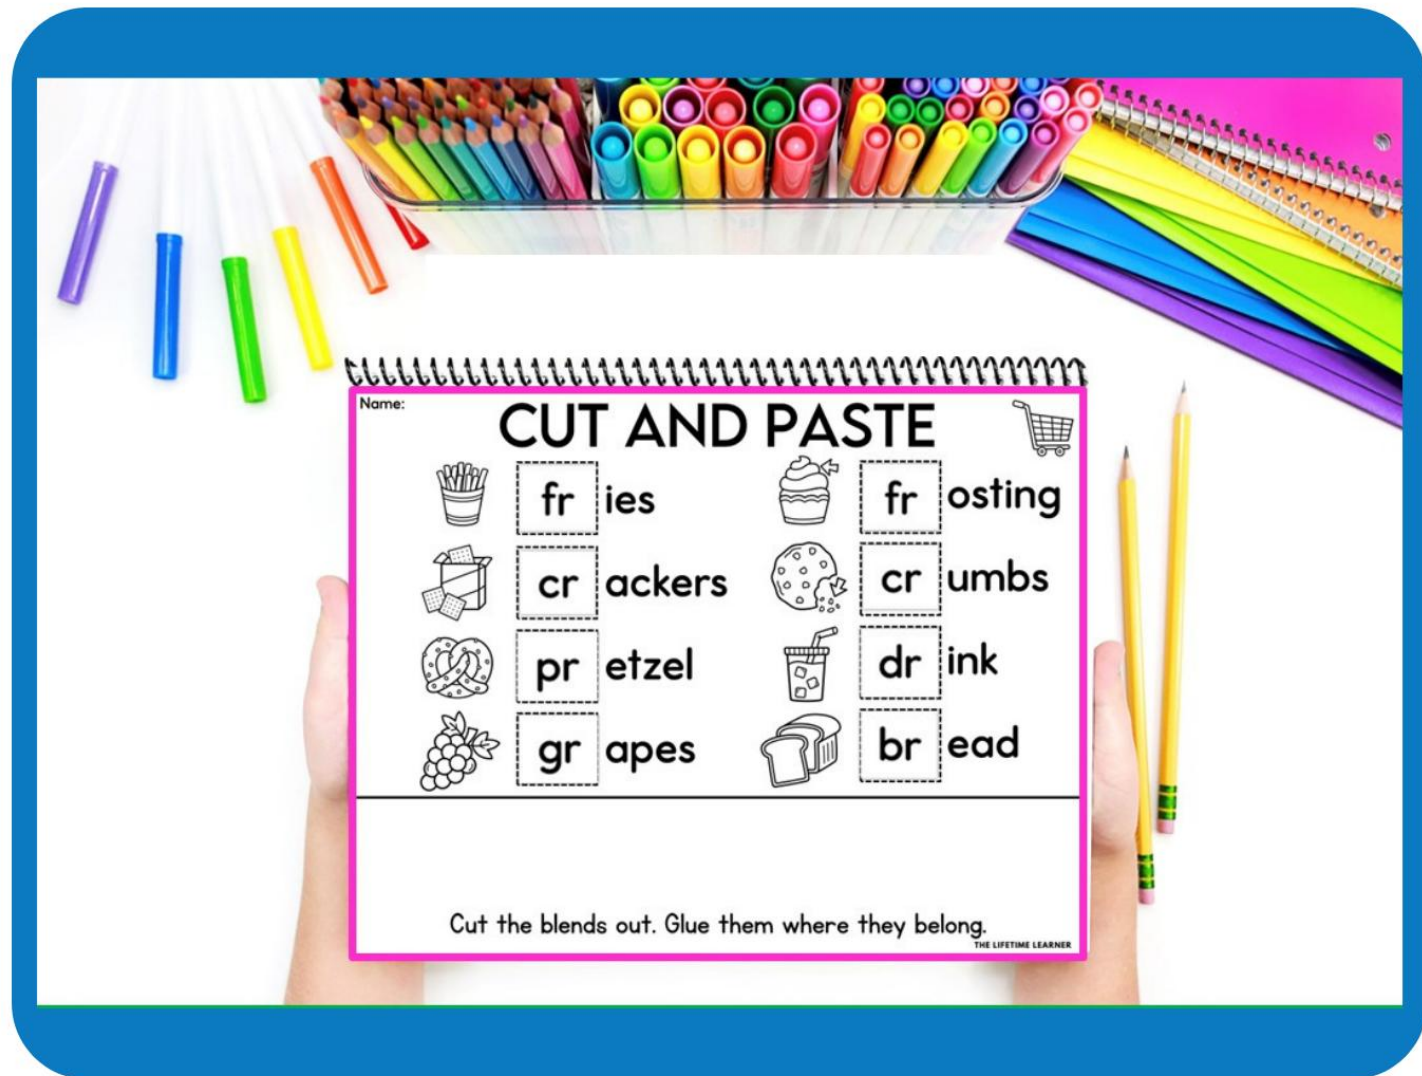 Name:
CUT AND PASTE
fr ies
fr osting
cr ackers
cr umbs
pr etzel
dr ink
gr apes
br ead
Cut the blends out. Glue them where they belong.
THE LIFETIME LEARNER